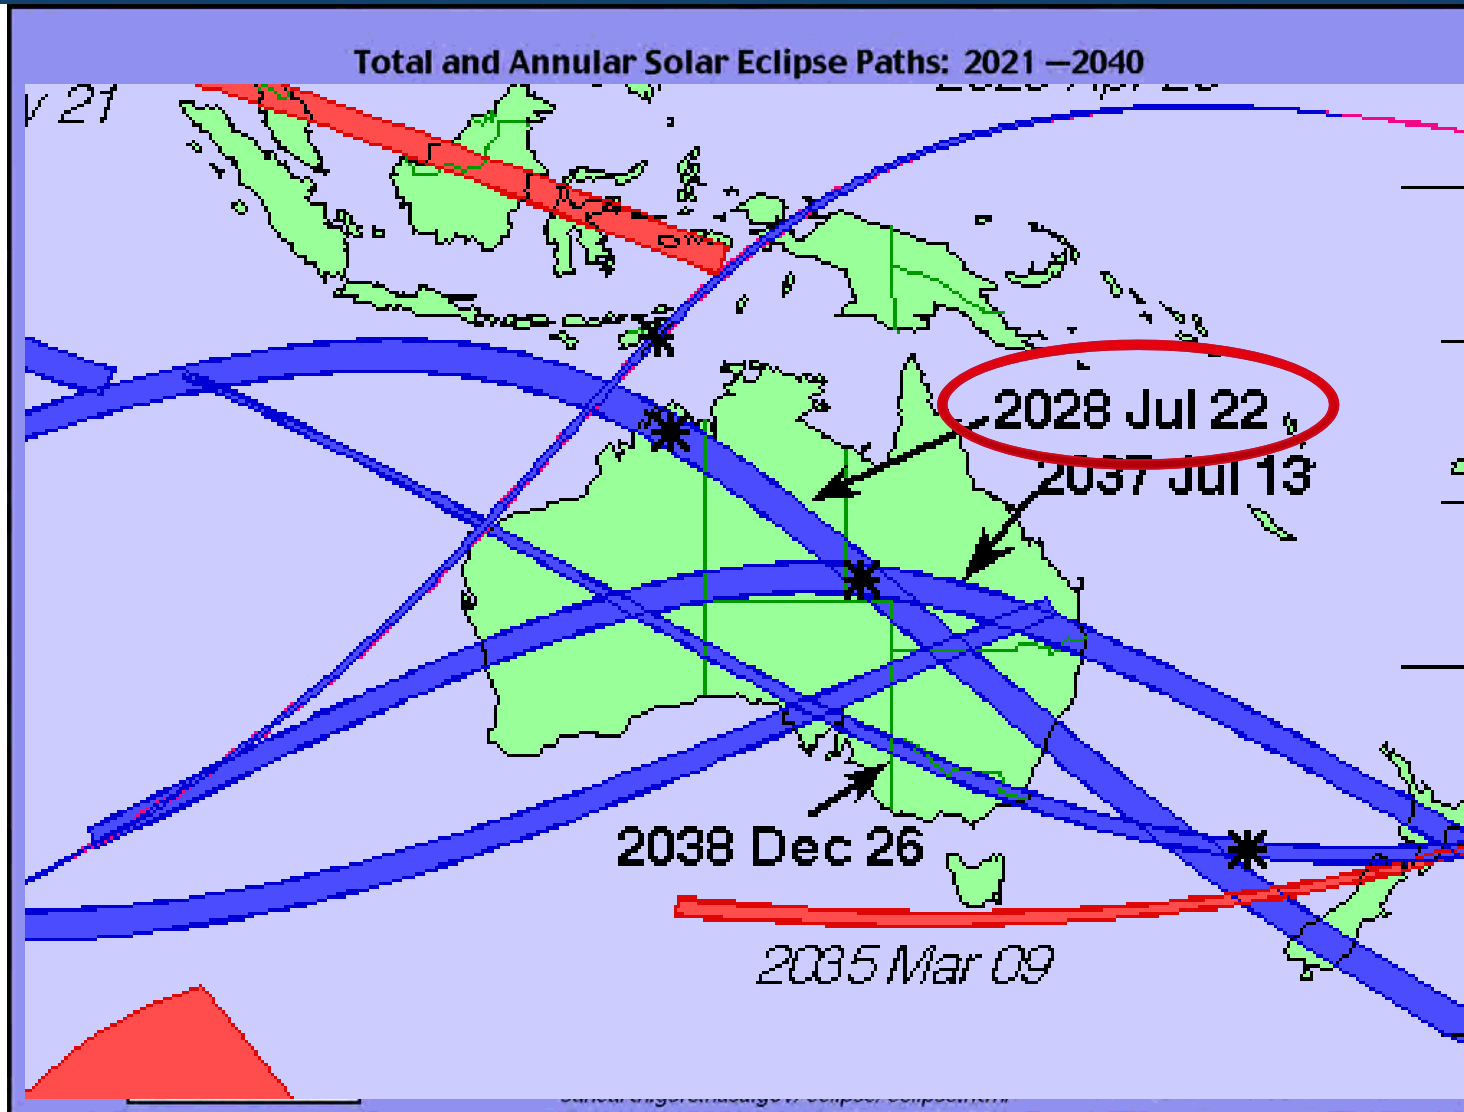 Total and Annular Solar Eclipse Paths: 2021 —2040
21
2028 Jul 22
2037 Jul 13
2038 Dec 26
2035 Mar 09